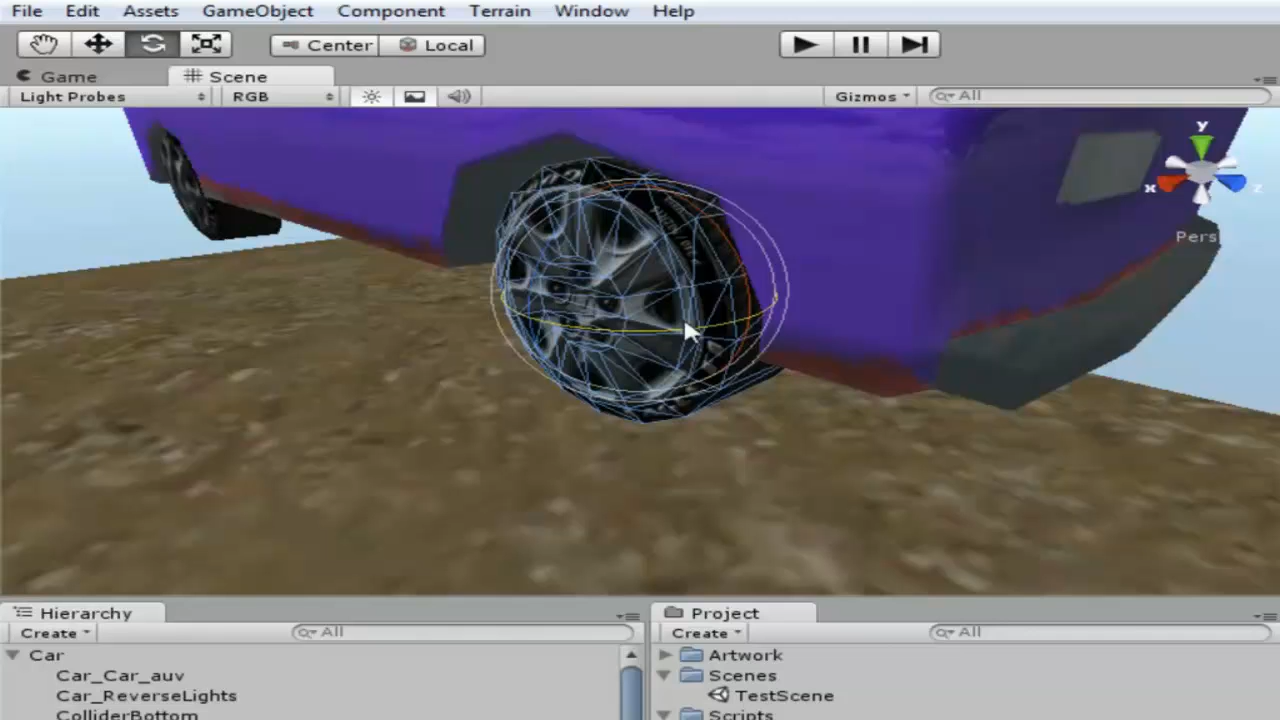 File Edit Assets GameObject Component Terrain Window Help
Center Local
Game Scene
Light Probes RGB Gizmos All
y
x z
Pers
Hierarchy Project
Create All Create All
Car Artwork
Car_Car_auv Scenes
Car_ReverseLights TestScene
ColliderBottom Scripts